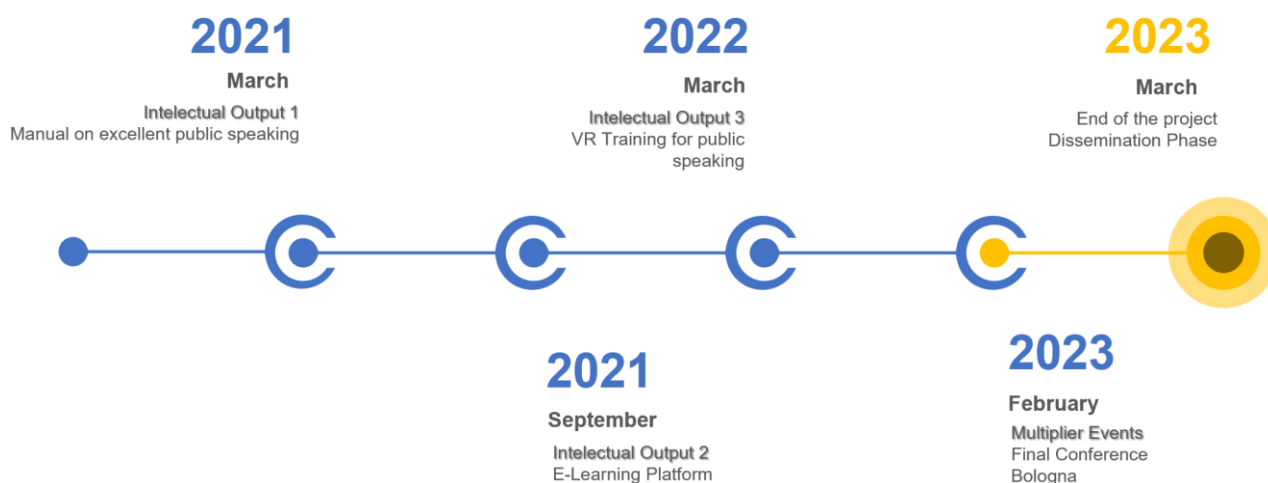 2021
March
Intelectual Output 1
Manual on excellent public speaking
2022
March
Intelectual Output 3
VR Training for public
speaking
2023
March
End of the project
Dissemination Phase
2021
September
Intelectual Output 2
E-Learning Platform
2023
February
Multiplier Events
Final Conference
Bologna